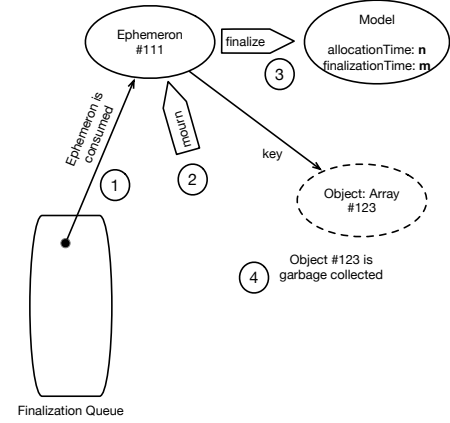 Model
Ephemeron
#111
finalize
allocationTime: n
finalizationTime: m
3
Ephemeron is
consumed
mourn
key
1
2
Object: Array
#123
4
Object #123 is
garbage collected
Finalization Queue